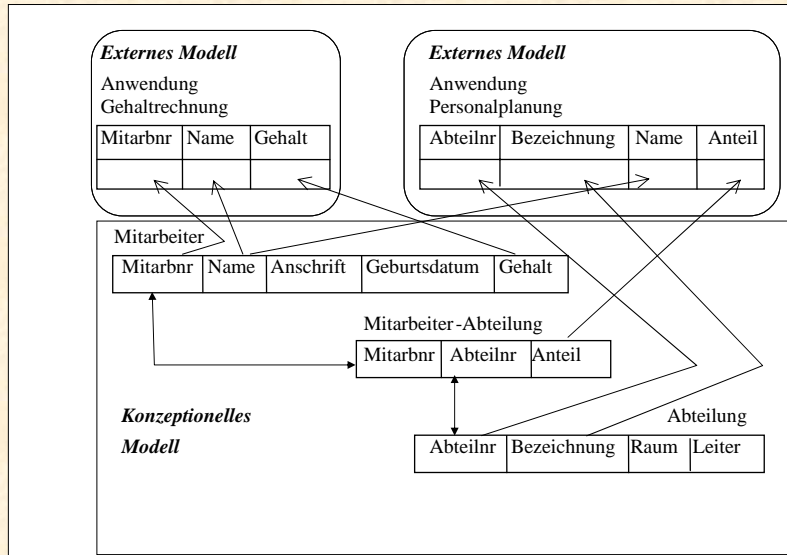 Externes Modell
Anwendung
Gehaltrechnung
Mitarbnr Name Gehalt
Externes Modell
Anwendung
Personalplanung
Abteilnr Bezeichnung Name Anteil
Mitarbeiter
Mitarbnr Name Anschrift Geburtsdatum Gehalt
Mitarbeiter-Abteilung
Mitarbnr Abteilnr Anteil
Konzeptionelles
Modell
Abteilung
Abteilnr Bezeichnung Raum Leiter